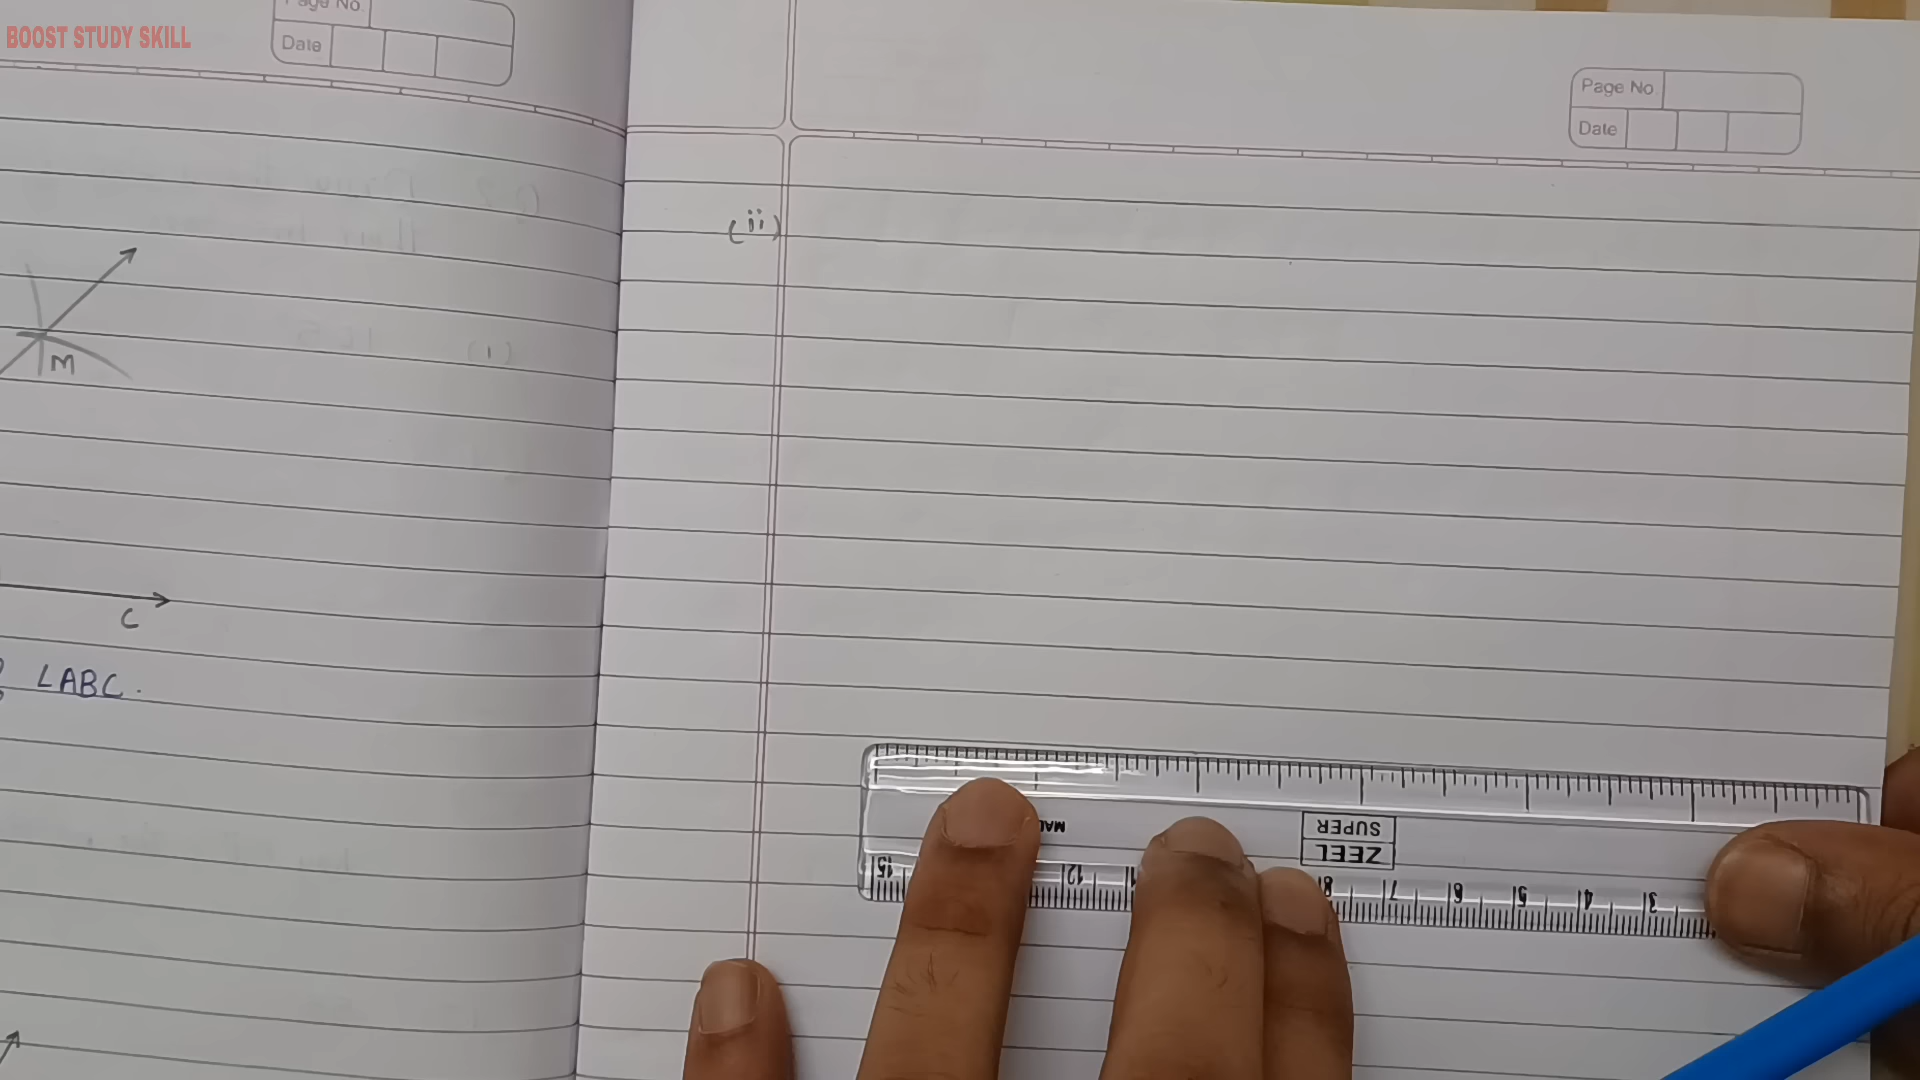 BOOST STUDY SKILL
Page No.
Date
M
C
LABC.
Page No
Date
(ii)
SUPER
ZEEL
15
12
8
7
6
5
4
3